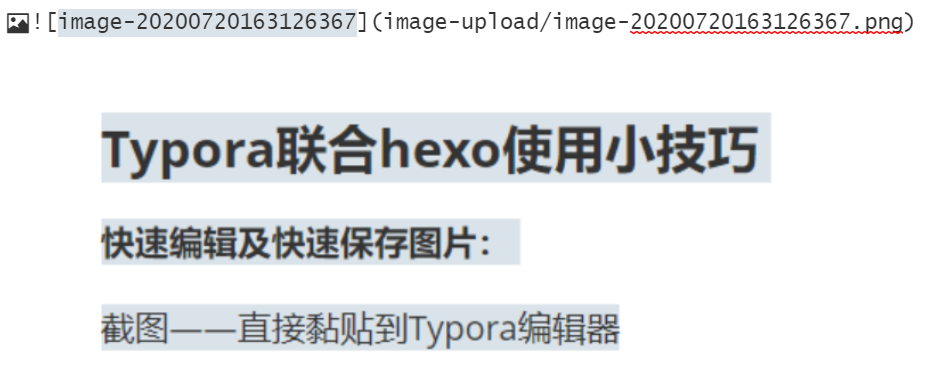 ![image-20200720163126367](image-upload/image-20200720163126367.png)
Typora联合hexo使用小技巧
快速编辑及快速保存图片：
截图——直接黏贴到Typora编辑器